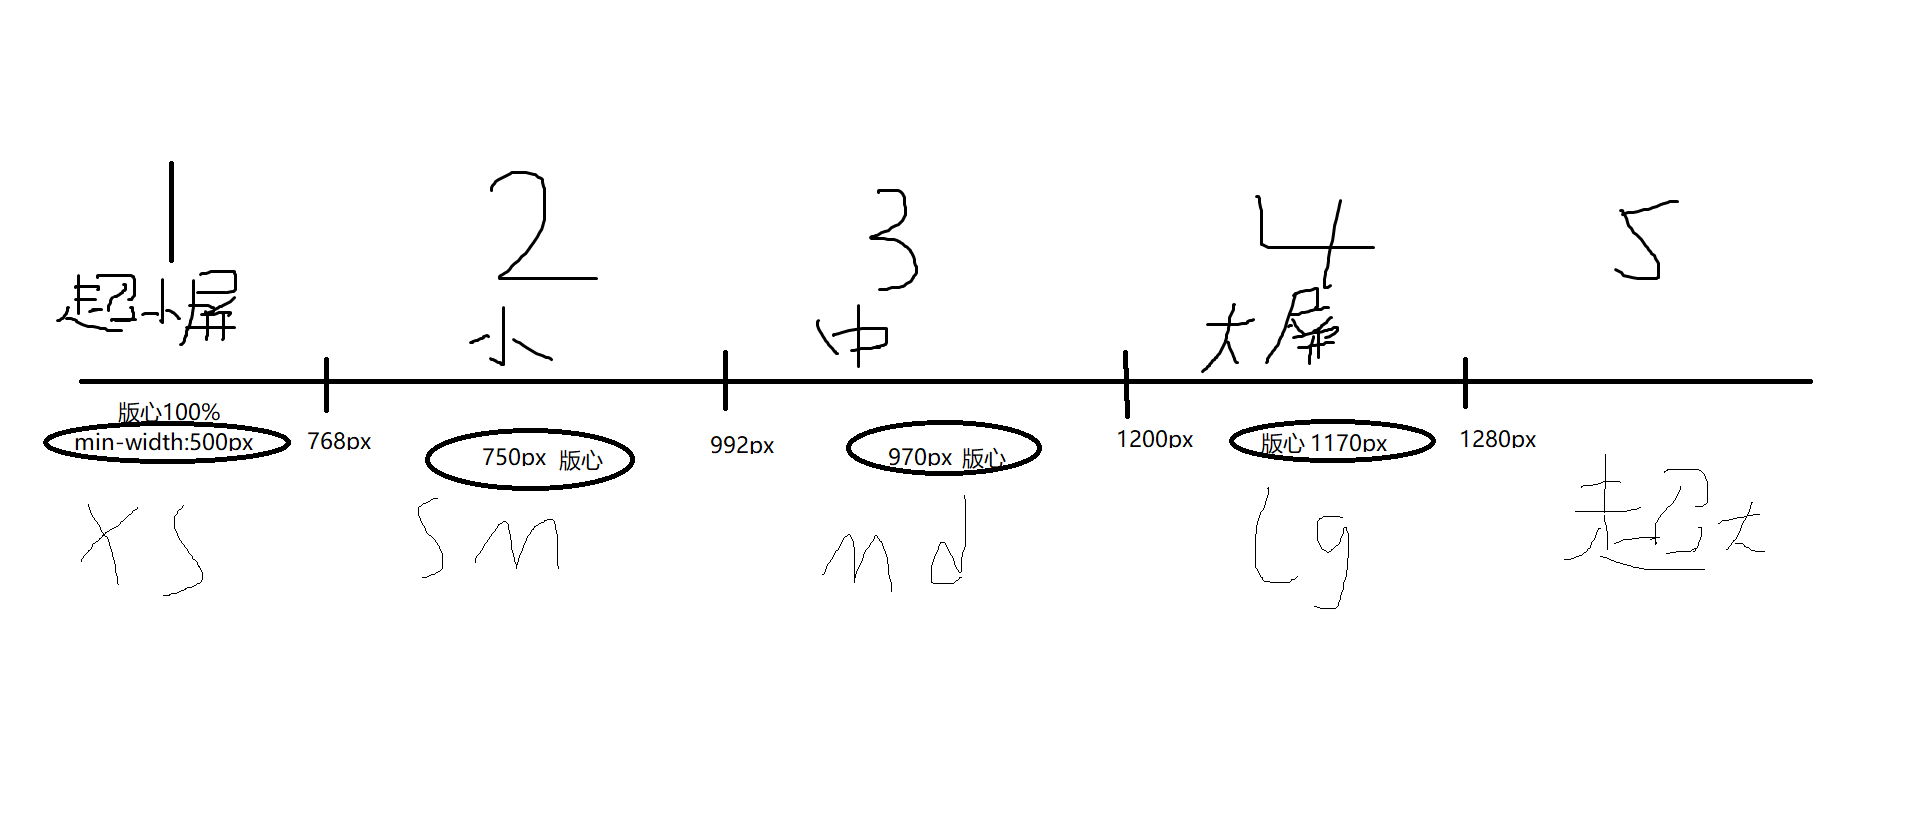 1 2 3 4 5
超小屏 小 中 大屏
版心100%
min-width:500px 768px 750px 版心 992px 970px 版心 1200px 版心 1170px 1280px
xs sm md lg 超大